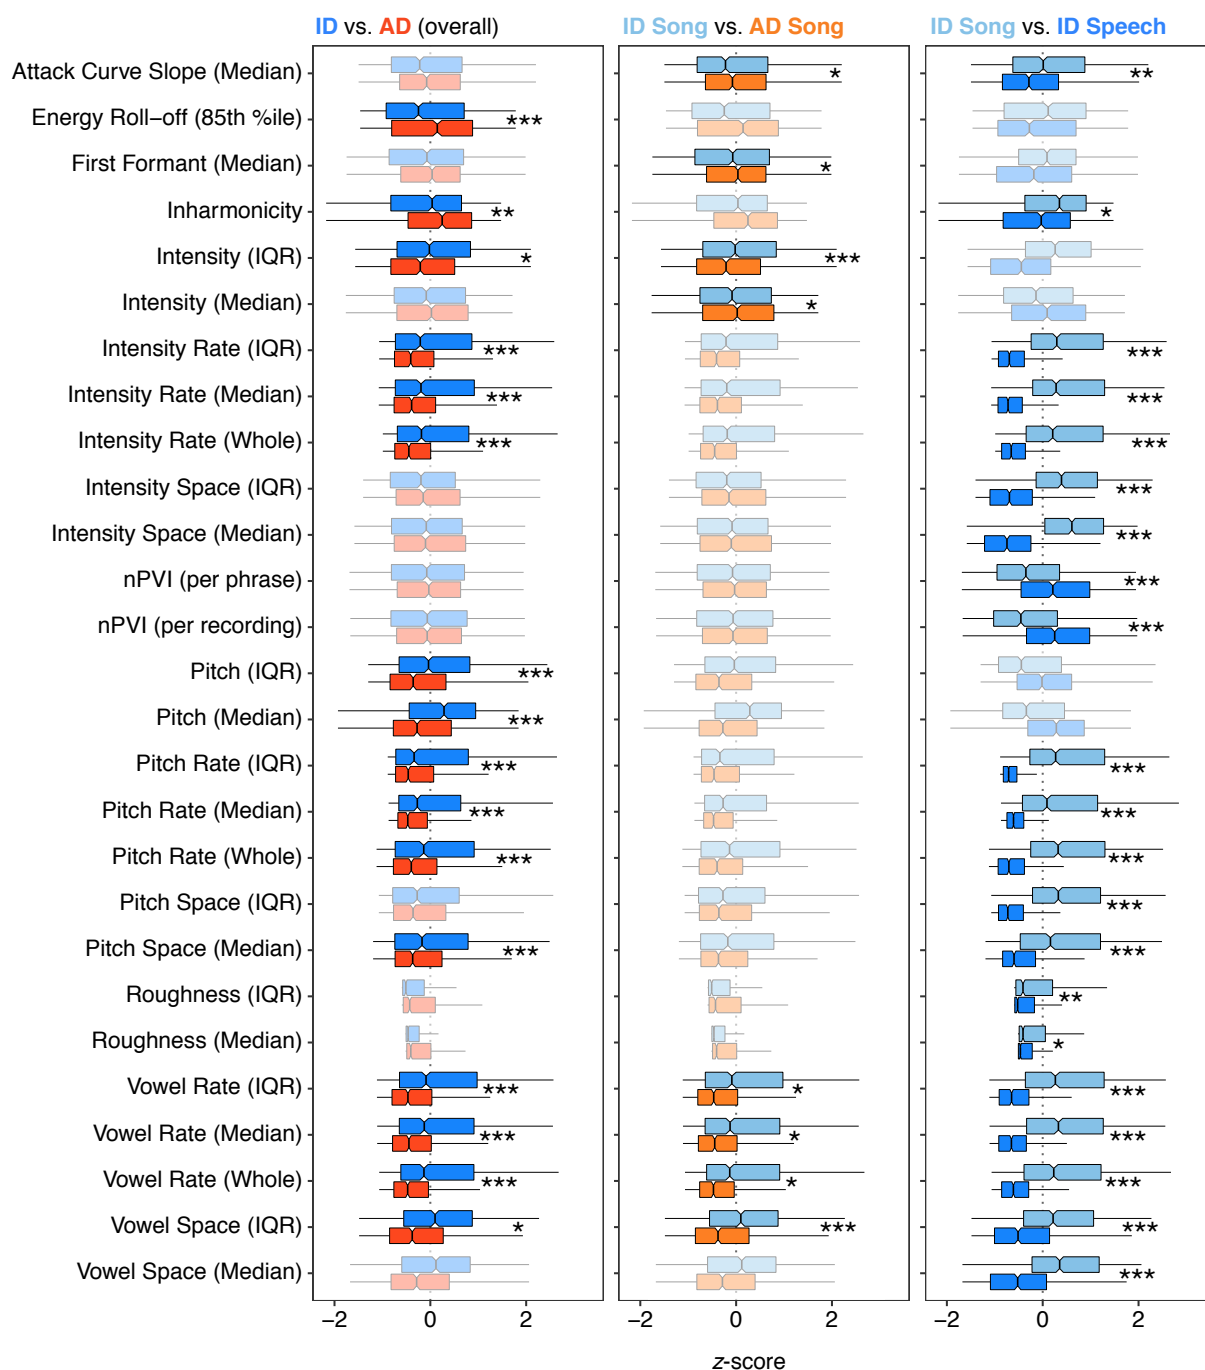 ID vs. AD (overall) ID Song vs. AD Song ID Song vs. ID Speech
Attack Curve Slope (Median) * **
Energy Roll−off (85th %ile) ***
First Formant (Median) *
Inharmonicity ** *
Intensity (IQR) * ***
Intensity (Median) *
Intensity Rate (IQR) *** ***
Intensity Rate (Median) *** ***
Intensity Rate (Whole) *** ***
Intensity Space (IQR) ***
Intensity Space (Median) ***
nPVI (per phrase) ***
nPVI (per recording) ***
Pitch (IQR) ***
Pitch (Median) ***
Pitch Rate (IQR) *** ***
Pitch Rate (Median) *** ***
Pitch Rate (Whole) *** ***
Pitch Space (IQR) ***
Pitch Space (Median) *** ***
Roughness (IQR) **
Roughness (Median) *
Vowel Rate (IQR) *** * ***
Vowel Rate (Median) *** * ***
Vowel Rate (Whole) *** * ***
Vowel Space (IQR) * *** ***
Vowel Space (Median) ***
−2 0 2 −2 0 2 −2 0 2
z−score